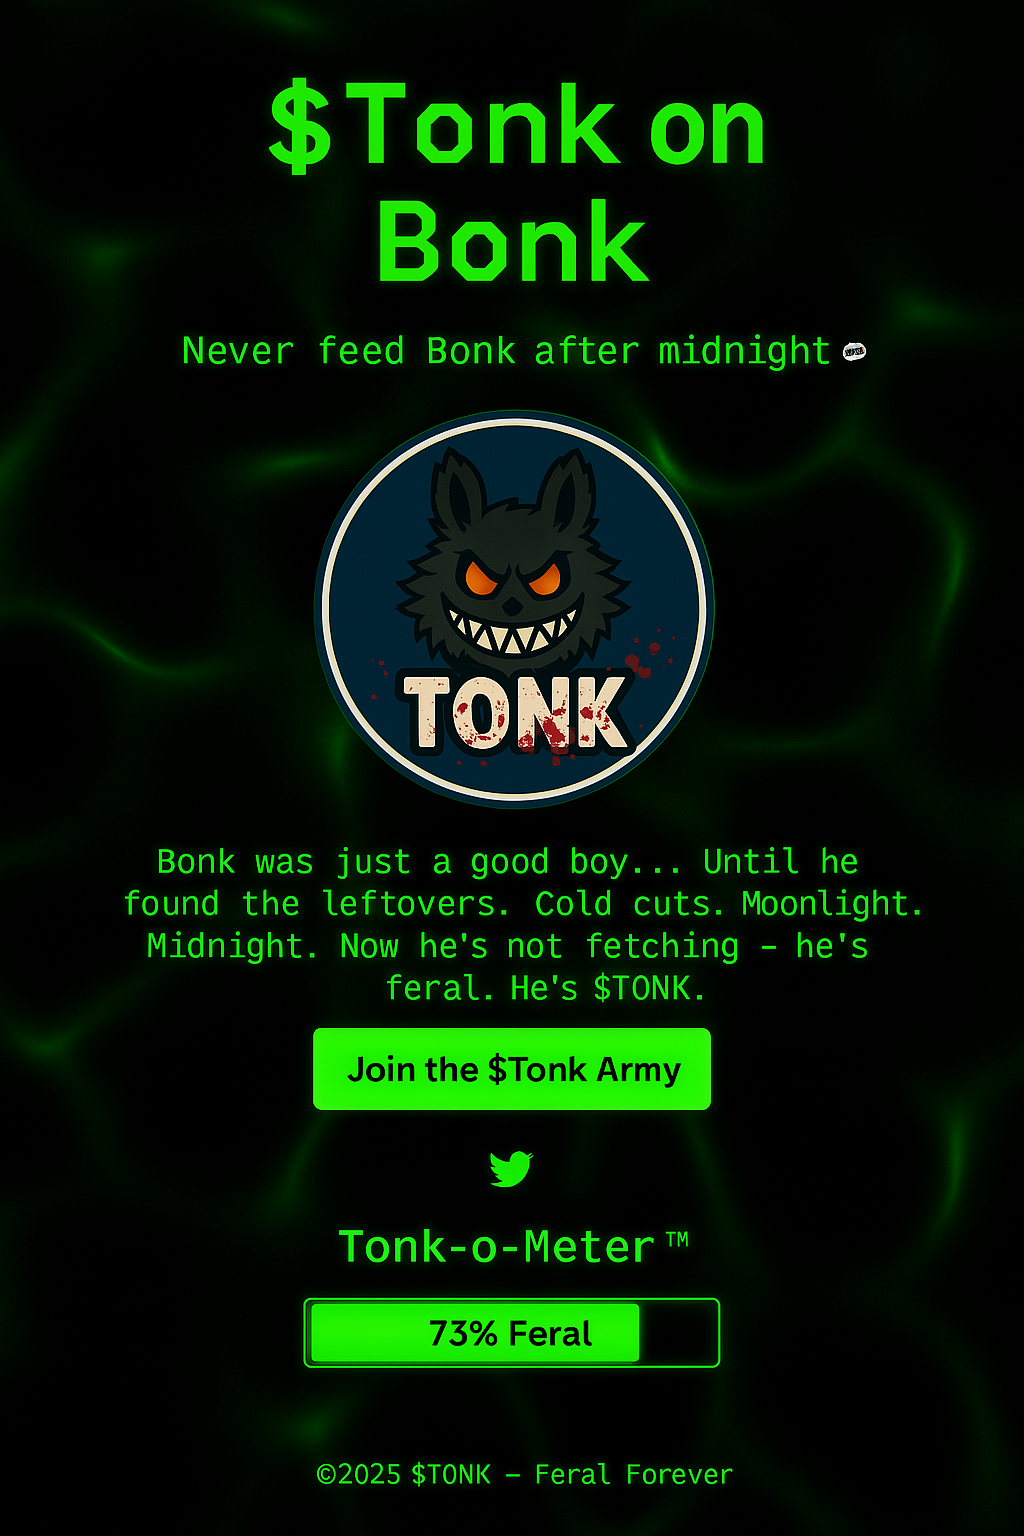 $Tonk on
Bonk
Never feed Bonk after midnight
TONK
Bonk was just a good boy... Until he
found the leftovers. Cold cuts. Moonlight.
Midnight. Now he's not fetching – he's
feral. He's $TONK.
Join the $Tonk Army
Tonk-o-Meter™
73% Feral
©2025 $TONK – Feral Forever